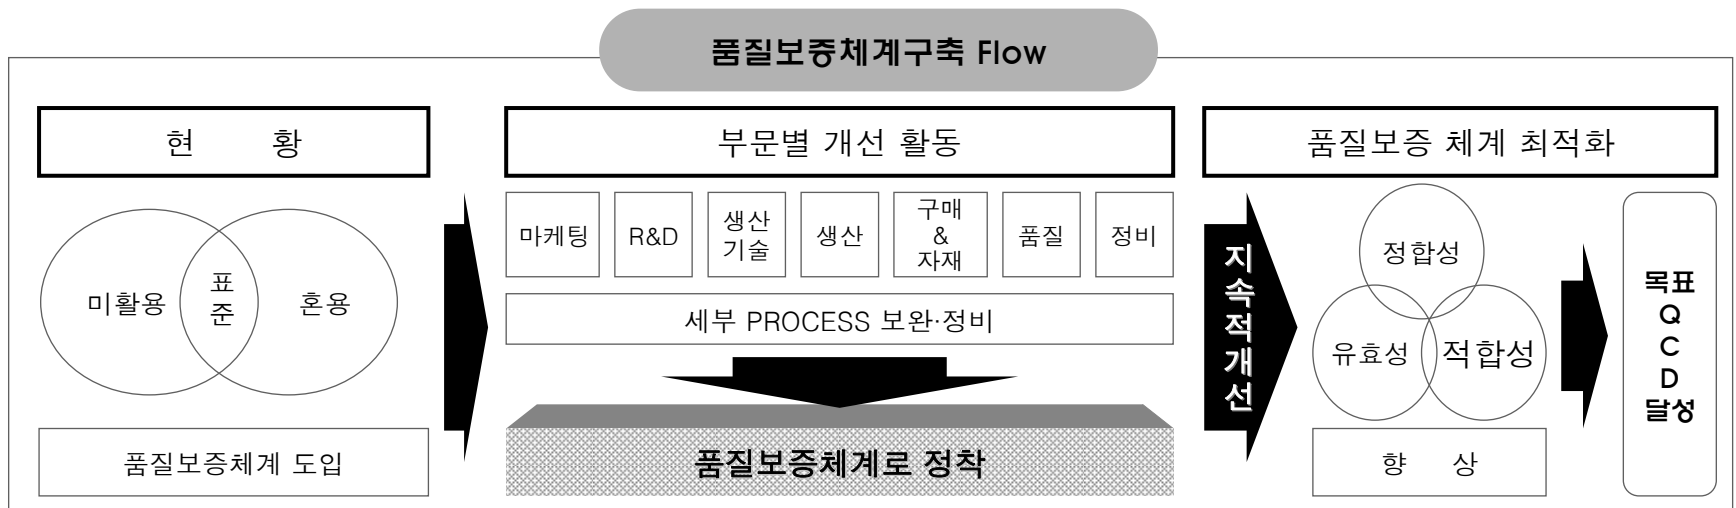 품질보증체계구축 Flow
현 황
미활용
표
준
혼용
품질보증체계 도입
부문별 개선 활동
마케팅
R&D
생산
기술
생산
구매
&
자재
품질
정비
세부 PROCESS 보완·정비
품질보증체계로 정착
지
속
적
개
선
품질보증 체계 최적화
정합성
유효성
적합성
향 상
목표
Q
C
D
달성